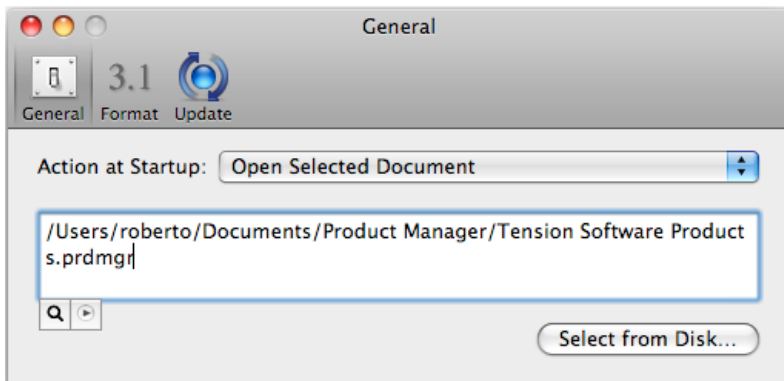 General
3.1
General Format Update
Action at Startup: Open Selected Document
/Users/roberto/Documents/Product Manager/Tension Software Product
s.prdmgr
Select from Disk...